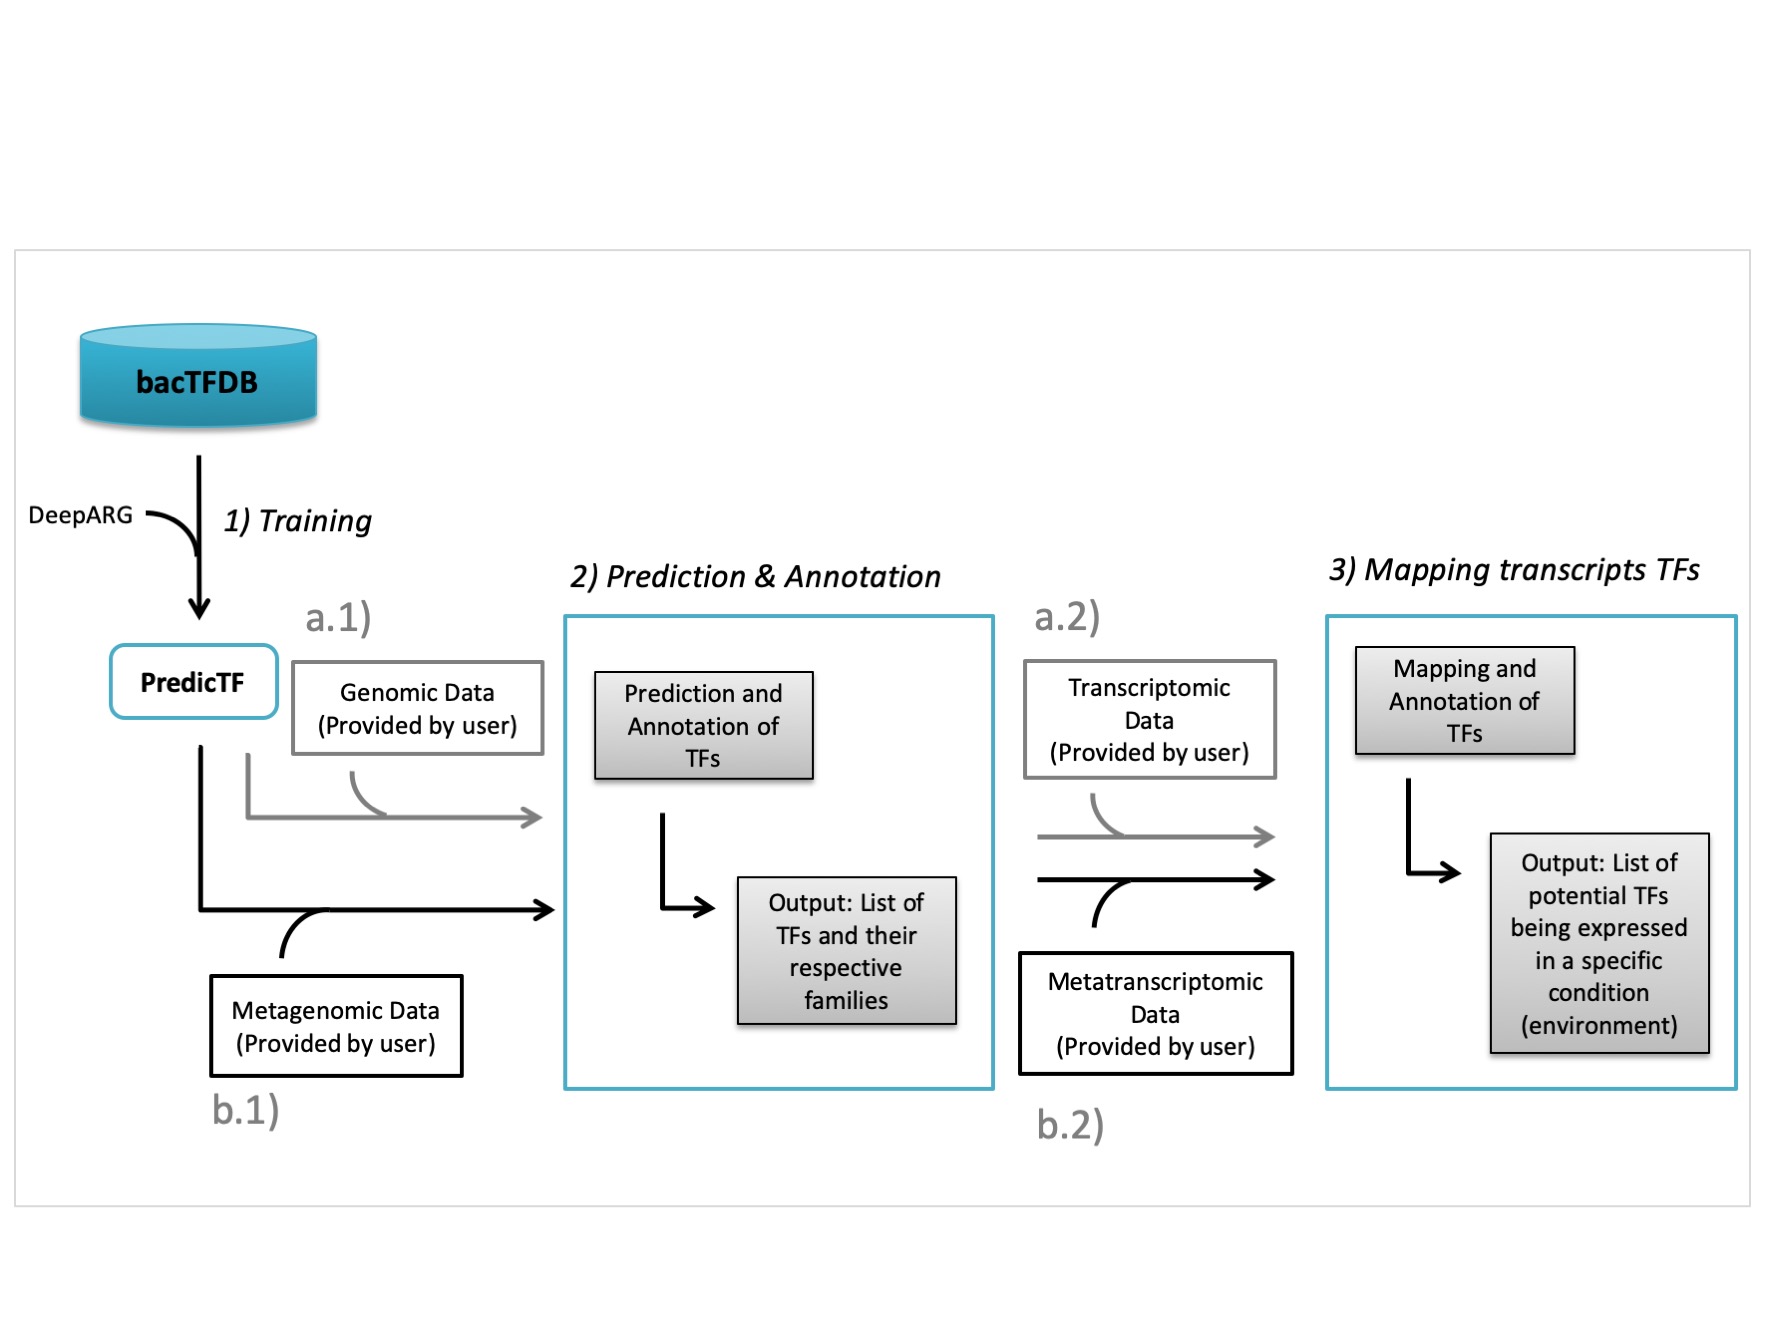 bacTFDB
DeepARG
1) Training
PredicTF
a.1)
Genomic Data
(Provided by user)
Metagenomic Data
(Provided by user)
b.1)
2) Prediction & Annotation
Prediction and
Annotation of
TFs
Output: List of
TFs and their
respective
families
a.2)
Transcriptomic
Data
(Provided by user)
Metatranscriptomic
Data
(Provided by user)
b.2)
3) Mapping transcripts TFs
Mapping and
Annotation of
TFs
Output: List of
potential TFs
being expressed
in a specific
condition
(environment)